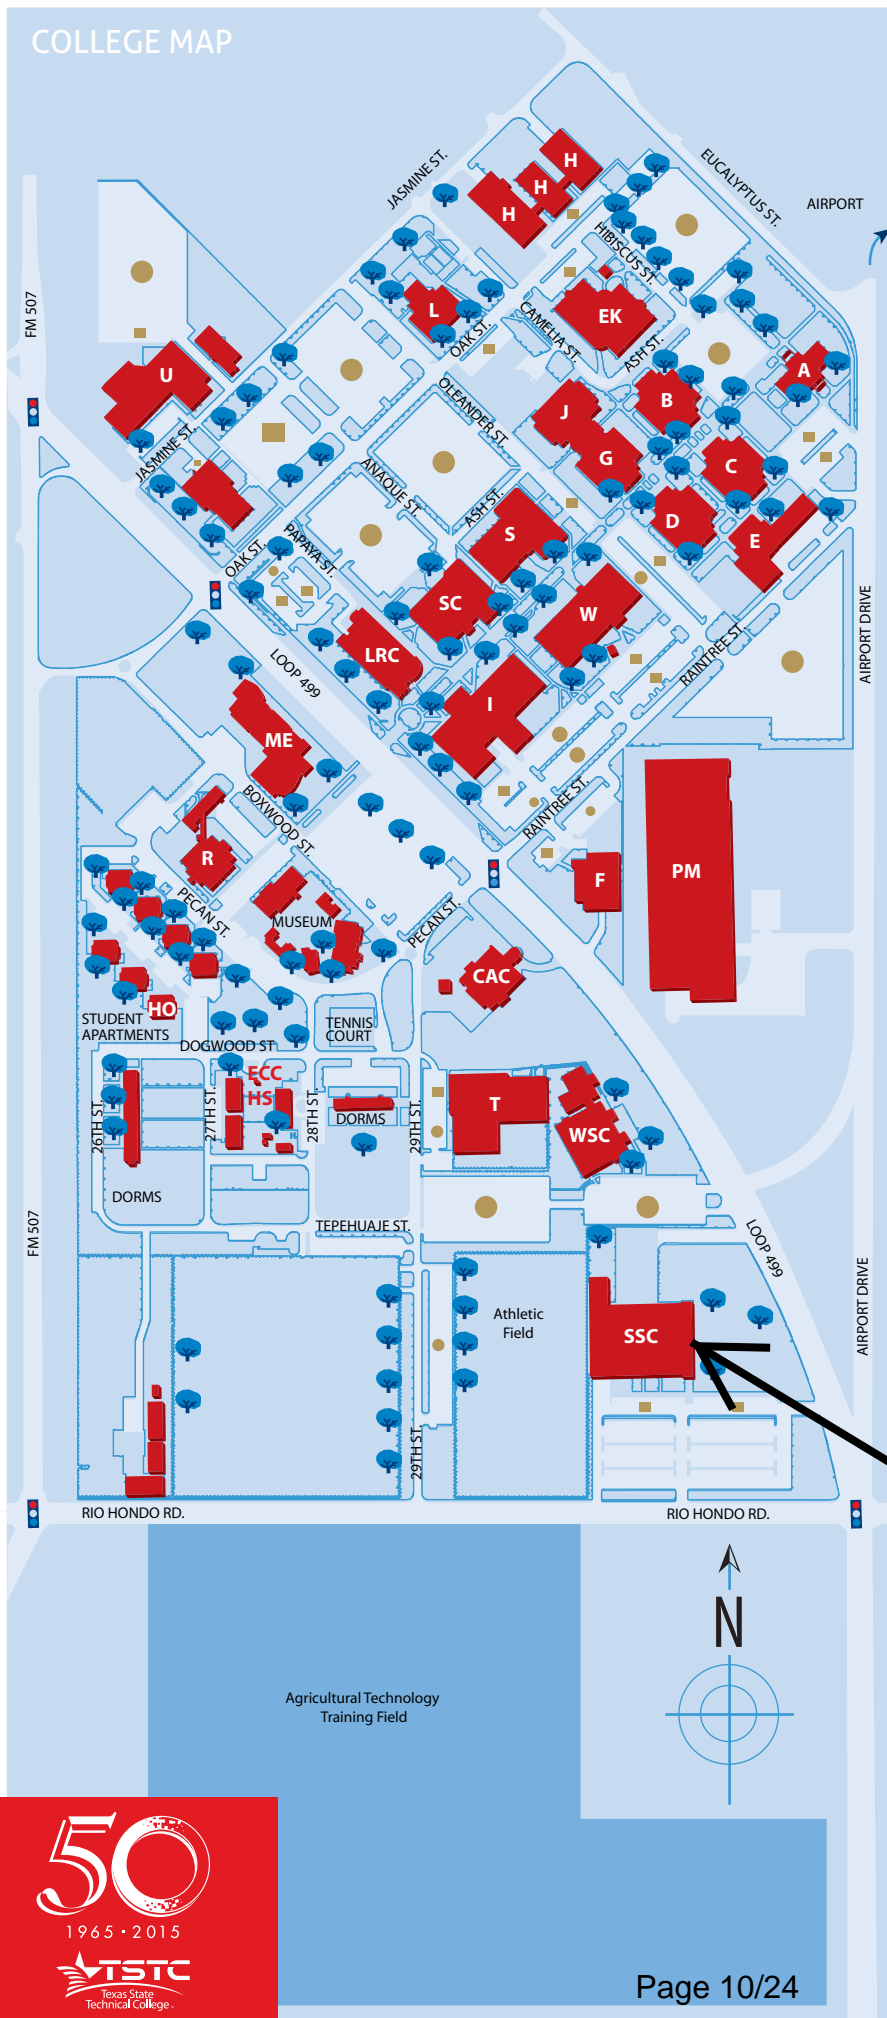 COLLEGE MAP
JASMINE ST.
EUCALYPTUS ST.
AIRPORT
H
H
H
HIBISCUS ST.
FM 507
L
OAK ST.
CAMELIA ST.
EK
ASH ST.
A
U
B
OLEANDER ST.
J
JASMINE ST.
G
C
ANAQUE ST.
ASH ST.
S
D
E
OAK ST.
PAPAYA ST.
SC
W
LRC
LOOP 499
RAINTREE ST.
AIRPORT DRIVE
I
ME
BOXWOOD ST.
RAINTREE ST.
R
F
PM
PECAN ST.
MUSEUM
PECAN ST.
CAC
HO
STUDENT
APARTMENTS
TENNIS
COURT
DOGWOOD ST
ECC
HS
26TH ST.
27TH ST.
28TH ST.
DORMS
29TH ST.
T
WSC
DORMS
TEPEHUAJE ST.
FM 507
LOOP 499
AIRPORT DRIVE
Athletic
Field
SSC
29TH ST.
RIO HONDO RD.
RIO HONDO RD.
N
Agricultural Technology
Training Field
50
1965 • 2015
TSTC
Texas State
Technical College™
Page 10/24